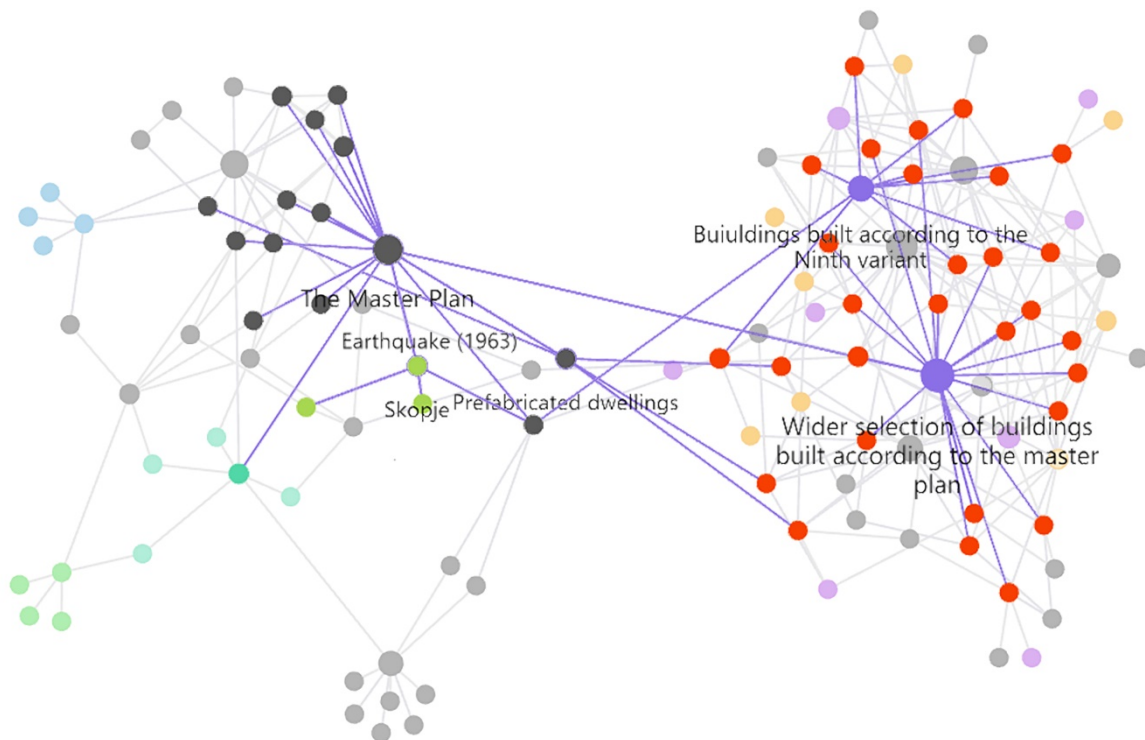 Buiuldings built according to the
Ninth variant
The Master Plan
Earthquake (1963)
Skopje
Prefabricated dwellings
Wider selection of buildings
built according to the master
plan